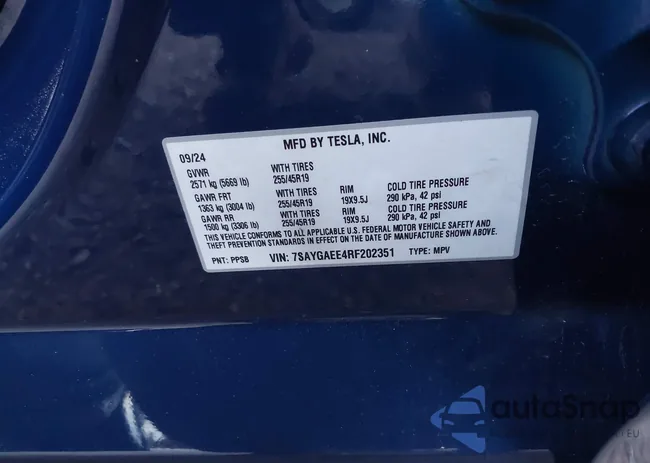 MFD BY TESLA, INC.
09/24
GVWR WITH TIRES
2571 kg (5669 lb) 255/45R19
GAWR FRT WITH TIRES RIM COLD TIRE PRESSURE
1363 kg (3004 lb) 255/45R19 19X9.5J 290 kPa, 42 psi
GAWR RR WITH TIRES RIM COLD TIRE PRESSURE
1500 kg (3306 lb) 255/45R19 19X9.5J 290 kPa, 42 psi
THIS VEHICLE CONFORMS TO ALL APPLICABLE U.S. FEDERAL MOTOR VEHICLE SAFETY AND
THEFT PREVENTION STANDARDS IN EFFECT ON THE DATE OF MANUFACTURE SHOWN ABOVE.
PNT: PPSB VIN: 7SAYGAEE4RF202351 TYPE: MPV
autoSnap
EU